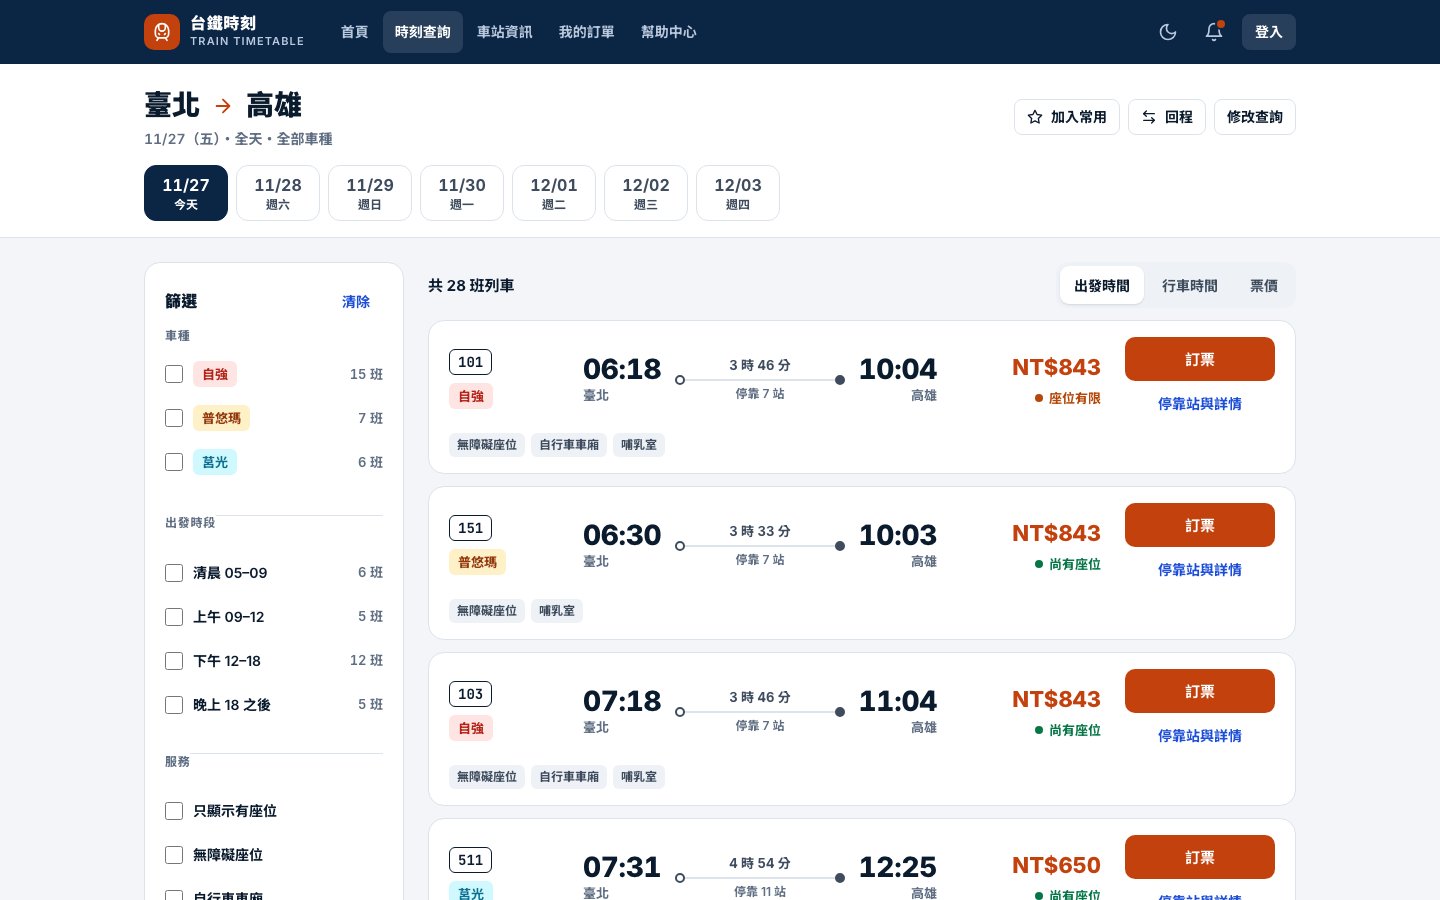 台鐵時刻
TRAIN TIMETABLE
首頁
時刻查詢
車站資訊
我的訂單
幫助中心
登入
臺北 → 高雄
11/27（五）・全天・全部車種
加入常用
回程
修改查詢
11/27
今天
11/28
週六
11/29
週日
11/30
週一
12/01
週二
12/02
週三
12/03
週四
篩選
清除
車種
自強
15 班
普悠瑪
7 班
莒光
6 班
出發時段
清晨 05–09
6 班
上午 09–12
5 班
下午 12–18
12 班
晚上 18 之後
5 班
服務
只顯示有座位
無障礙座位
自行車車廂
共 28 班列車
出發時間
行車時間
票價
101
自強
06:18
臺北
3 時 46 分
停靠 7 站
10:04
高雄
NT$843
座位有限
訂票
停靠站與詳情
無障礙座位
自行車車廂
哺乳室
151
普悠瑪
06:30
臺北
3 時 33 分
停靠 7 站
10:03
高雄
NT$843
尚有座位
訂票
停靠站與詳情
無障礙座位
哺乳室
103
自強
07:18
臺北
3 時 46 分
停靠 7 站
11:04
高雄
NT$843
尚有座位
訂票
停靠站與詳情
無障礙座位
自行車車廂
哺乳室
511
莒光
07:31
臺北
4 時 54 分
停靠 11 站
12:25
高雄
NT$650
尚有座位
訂票
停靠站與詳情